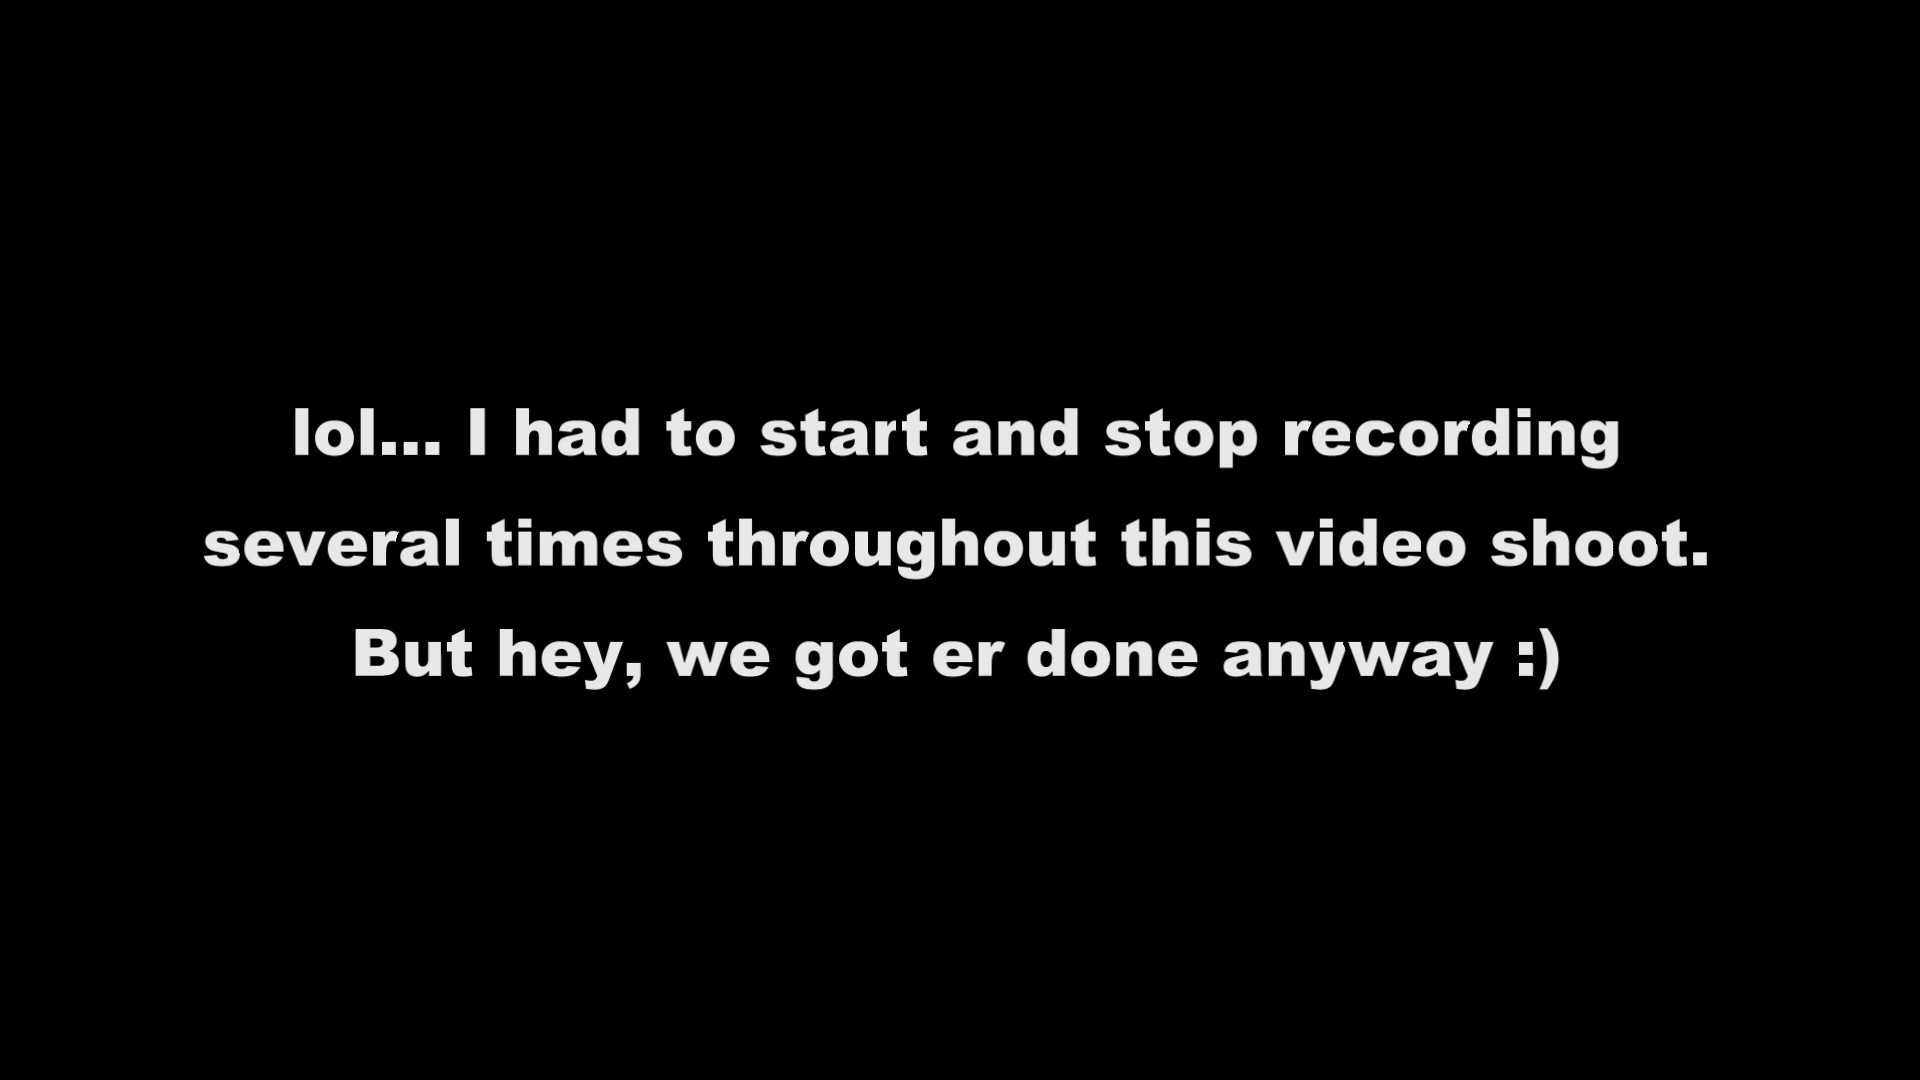 lol... I had to start and stop recording
several times throughout this video shoot.
But hey, we got er done anyway :)